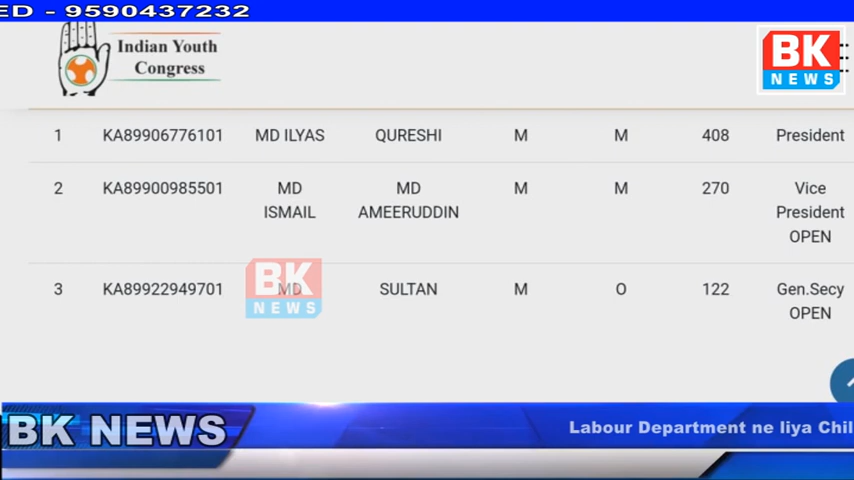 ED - 9590437232
Indian Youth
Congress
BK
NEWS
1 KA89906776101 MD ILYAS QURESHI M M 408 President
2 KA89900985501 MD ISMAIL MD AMEERUDDIN M M 270 Vice President OPEN
3 KA89922949701 MD SULTAN M O 122 Gen.Secy OPEN
BK
NEWS
BK NEWS
Labour Department ne liya Chil